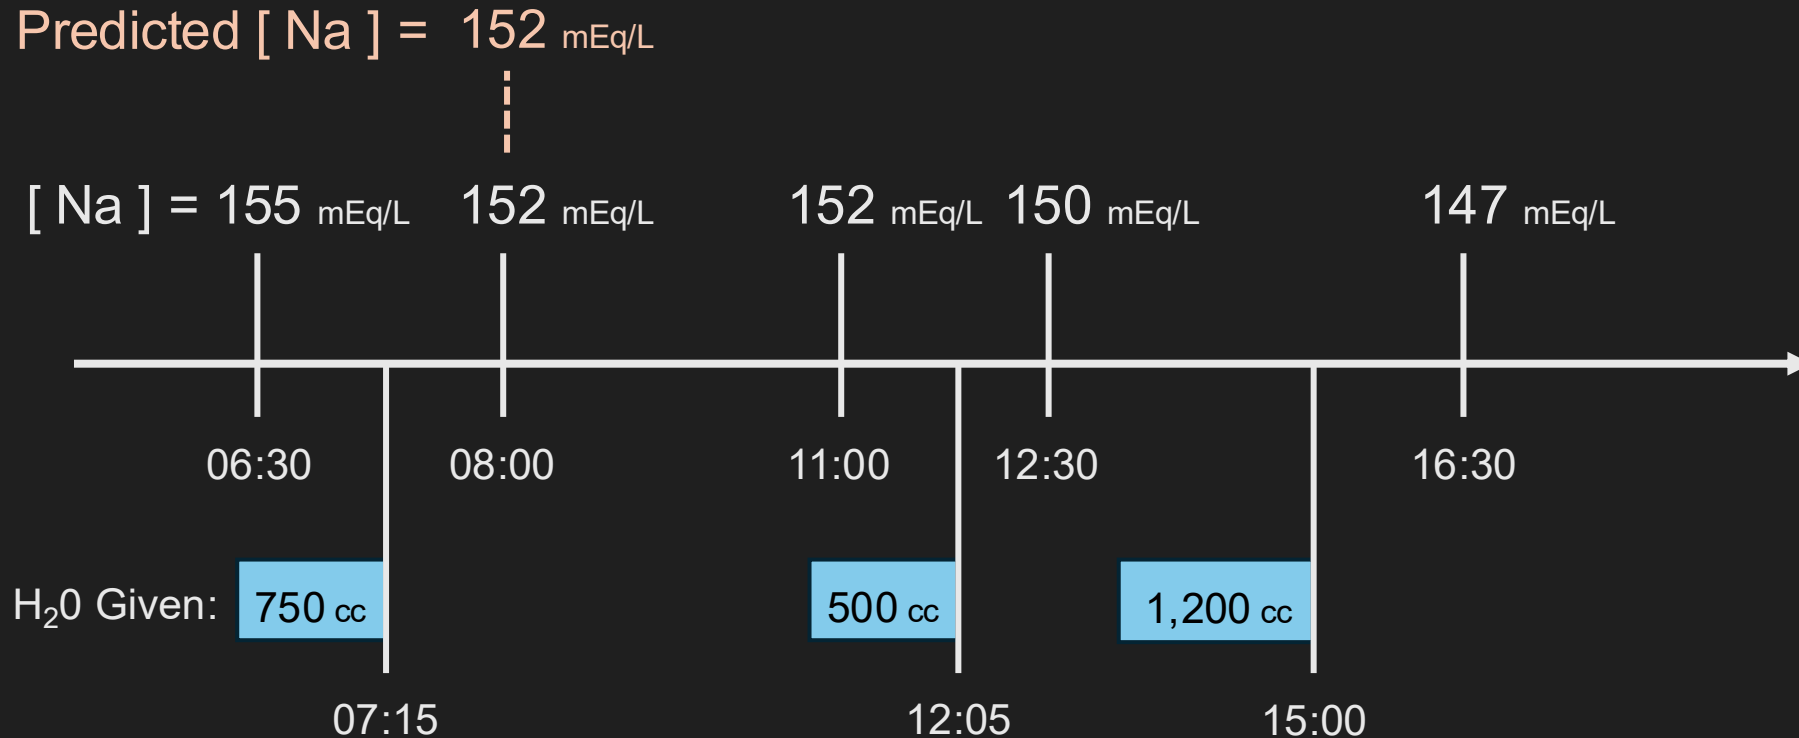 Predicted [ Na ] = 152 mEq/L
[ Na ] = 155 mEq/L 152 mEq/L 152 mEq/L 150 mEq/L 147 mEq/L
06:30 08:00 11:00 12:30 16:30
H₂0 Given: 750 cc 500 cc 1,200 cc
07:15 12:05 15:00